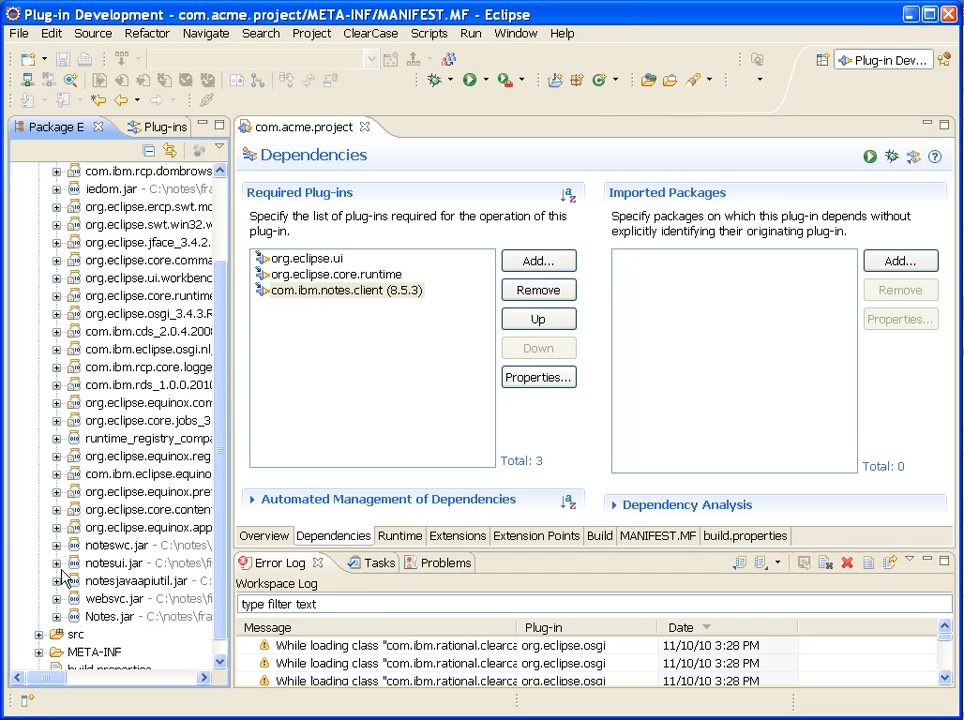 Plug-in Development - com.acme.project/META-INF/MANIFEST.MF - Eclipse
File Edit Source Refactor Navigate Search Project ClearCase Scripts Run Window Help
Plug-in Dev...
Package E
Plug-ins
com.ibm.rcp.dombrows
iedom.jar - C:\notes\fra
org.eclipse.ercp.swt.mc
org.eclipse.swt.win32.w
org.eclipse.jface_3.4.2.
org.eclipse.core.comma
org.eclipse.ui.workbenc
org.eclipse.core.runtime
org.eclipse.osgi_3.4.3.R
com.ibm.cds_2.0.4.2008
com.ibm.eclipse.osgi.nl_
com.ibm.rcp.core.logge
com.ibm.rds_1.0.0.2010
org.eclipse.equinox.com
org.eclipse.core.jobs_3
runtime_registry_compa
org.eclipse.equinox.reg
com.ibm.eclipse.equino
org.eclipse.equinox.pre
org.eclipse.core.conten
org.eclipse.equinox.app
noteswc.jar - C:\notes\
notesui.jar - C:\notes\fr
notesjavaapiutil.jar - C:
websvc.jar - C:\notes\fr
Notes.jar - C:\notes\fra
src
META-INF
build.properties
com.acme.project
Dependencies
Required Plug-ins
Specify the list of plug-ins required for the operation of this
plug-in.
org.eclipse.ui
org.eclipse.core.runtime
com.ibm.notes.client (8.5.3)
Add...
Remove
Up
Down
Properties...
Total: 3
Automated Management of Dependencies
Imported Packages
Specify packages on which this plug-in depends without
explicitly identifying their originating plug-in.
Add...
Remove
Properties...
Total: 0
Dependency Analysis
Overview Dependencies Runtime Extensions Extension Points Build MANIFEST.MF build.properties
Error Log Tasks Problems
Workspace Log
type filter text
Message Plug-in Date
While loading class "com.ibm.rational.clearca org.eclipse.osgi 11/10/10 3:28 PM
While loading class "com.ibm.rational.clearca org.eclipse.osgi 11/10/10 3:28 PM
While loading class "com.ibm.rational.clearca org.eclipse.osgi 11/10/10 3:28 PM